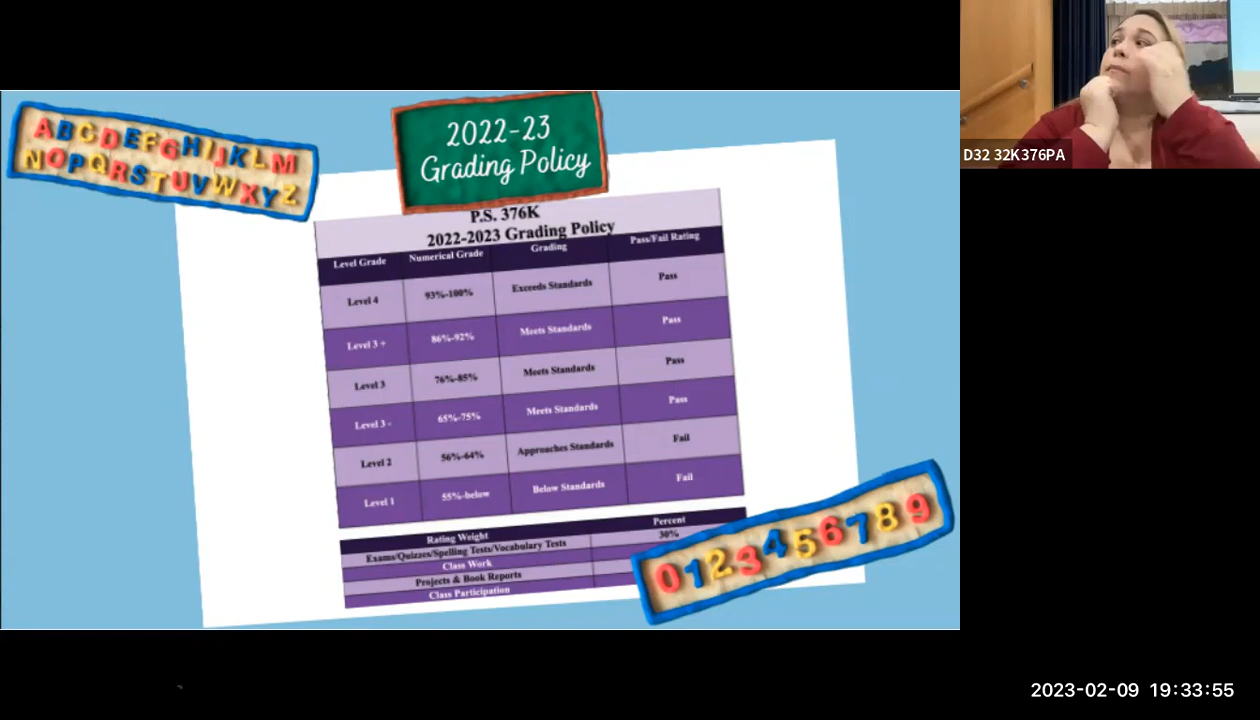 ABCDEFGHIJKLM
NOPQRSTUVWXYZ
2022-23
Grading Policy
P.S. 376K
2022-2023 Grading Policy
Level Grade Numerical Grade Grading Pass/Fail Rating
Level 4 93%-100% Exceeds Standards Pass
Level 3 + 86%-92% Meets Standards Pass
Level 3 76%-85% Meets Standards Pass
Level 3 - 65%-75% Meets Standards Pass
Level 2 56%-64% Approaches Standards Fail
Level 1 55%-below Below Standards Fail
Rating Weight Percent
Exams/Quizzes/Spelling Tests/Vocabulary Tests 30%
Class Work
Projects & Book Reports
Class Participation
0123456789
D32 32K376PA
2023-02-09 19:33:55